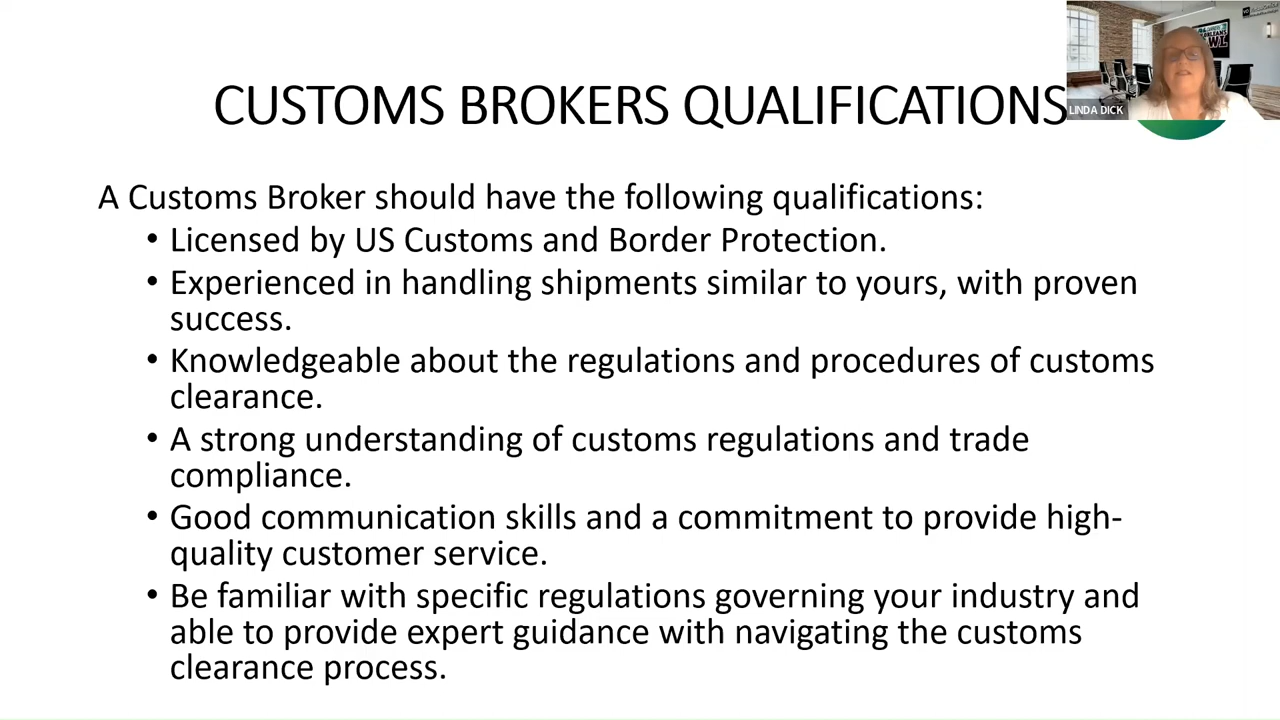 CUSTOMS BROKERS QUALIFICATIONS
LINDA DICK
A Customs Broker should have the following qualifications:
• Licensed by US Customs and Border Protection.
• Experienced in handling shipments similar to yours, with proven
success.
• Knowledgeable about the regulations and procedures of customs
clearance.
• A strong understanding of customs regulations and trade
compliance.
• Good communication skills and a commitment to provide high-
quality customer service.
• Be familiar with specific regulations governing your industry and
able to provide expert guidance with navigating the customs
clearance process.